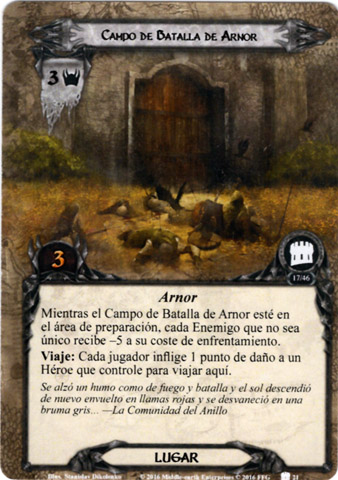 Campo de Batalla de Arnor
3
3
17/46
Arnor
Mientras el Campo de Batalla de Arnor esté en
el área de preparación, cada Enemigo que no sea
único recibe –5 a su coste de enfrentamiento.
Viaje: Cada jugador inflige 1 punto de daño a un
Héroe que controle para viajar aquí.
Se alzó un humo como de fuego y batalla y el sol descendió
de nuevo envuelto en llamas rojas y se desvaneció en una
bruma gris... —La Comunidad del Anillo
LUGAR
Ilus. Stanislav Dikolenko © 2016 Middle-earth Enterprises © 2016 FFG 21